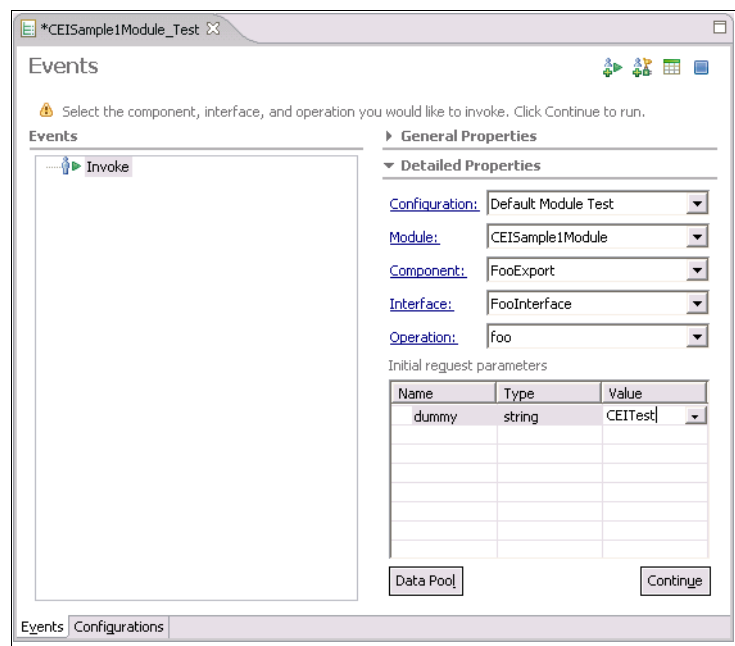 *CEISample1Module_Test
Events
Select the component, interface, and operation you would like to invoke. Click Continue to run.
Events
Invoke
General Properties
Detailed Properties
Configuration: Default Module Test
Module: CEISample1Module
Component: FooExport
Interface: FooInterface
Operation: foo
Initial request parameters
Name Type Value
dummy string CEITest
Data Pool Continue
Events Configurations